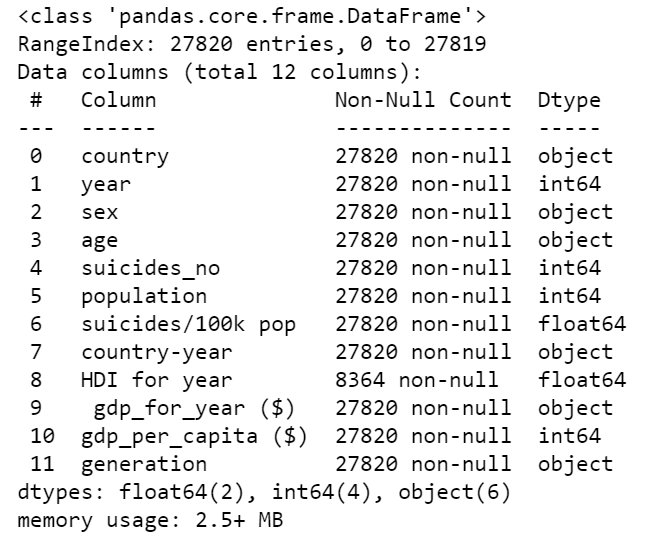 <class 'pandas.core.frame.DataFrame'>
RangeIndex: 27820 entries, 0 to 27819
Data columns (total 12 columns):
 #   Column              Non-Null Count  Dtype
---  ------              --------------  -----
 0   country             27820 non-null  object
 1   year                27820 non-null  int64
 2   sex                 27820 non-null  object
 3   age                 27820 non-null  object
 4   suicides_no         27820 non-null  int64
 5   population          27820 non-null  int64
 6   suicides/100k pop   27820 non-null  float64
 7   country-year        27820 non-null  object
 8   HDI for year        8364 non-null   float64
 9    gdp_for_year ($)   27820 non-null  object
 10  gdp_per_capita ($)  27820 non-null  int64
 11  generation          27820 non-null  object
dtypes: float64(2), int64(4), object(6)
memory usage: 2.5+ MB